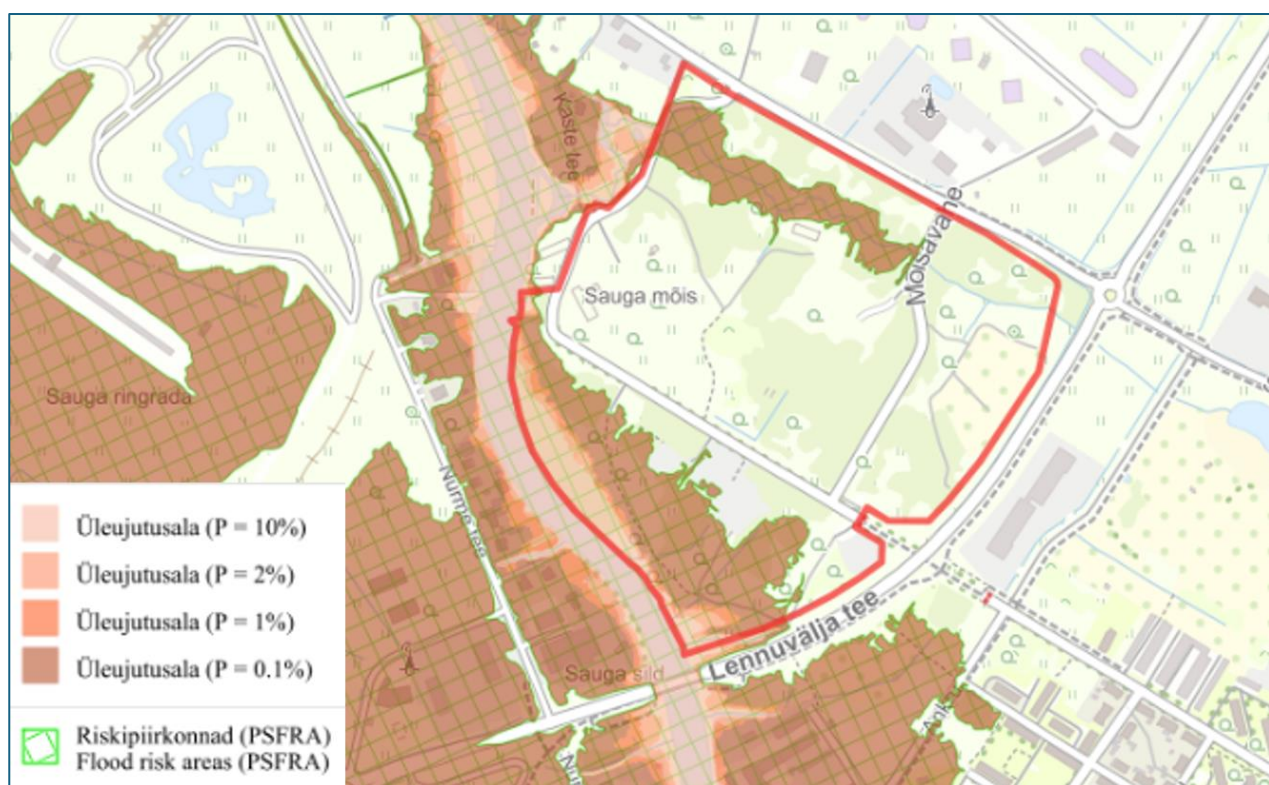 Kaste tee
Mõisavahe
Sauga mõis
Sauga ringrada
Nurme tee
Lennuvälja tee
Sauga sild
Üleujutusala (P = 10%)
Üleujutusala (P = 2%)
Üleujutusala (P = 1%)
Üleujutusala (P = 0.1%)
Riskipiirkonnad (PSFRA)
Flood risk areas (PSFRA)